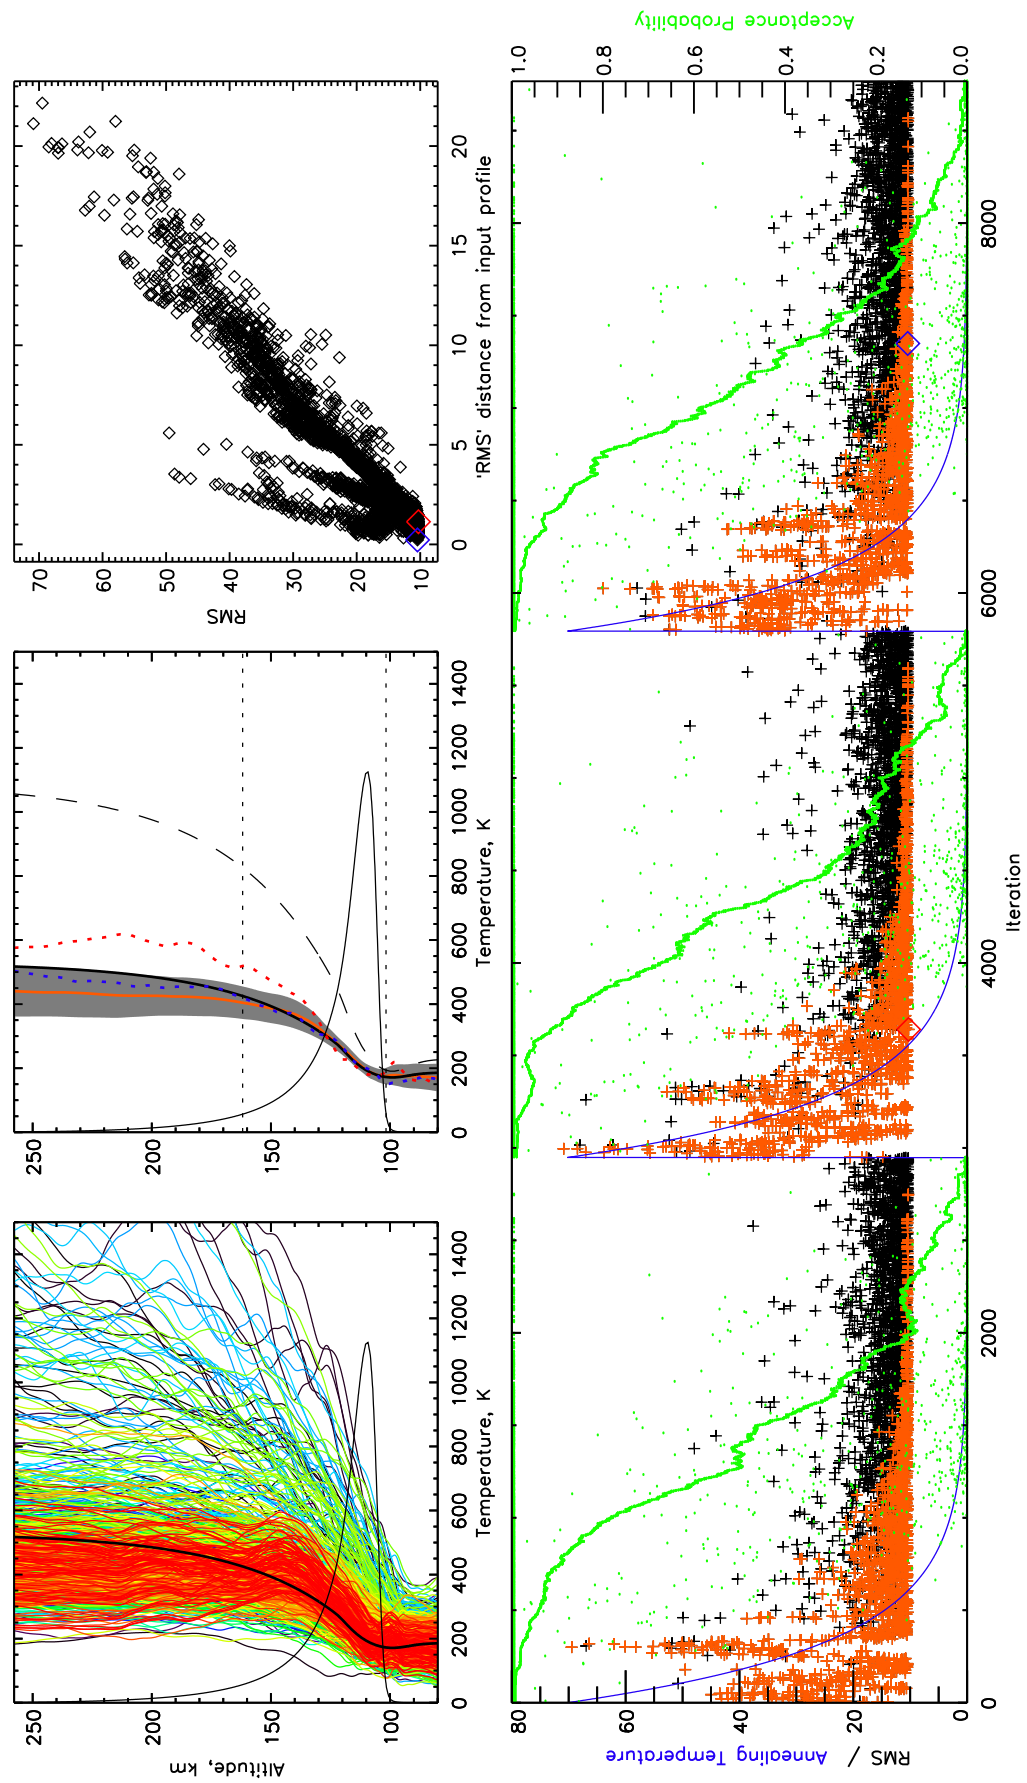 250
200
150
100
Altitude, km
0 200 400 600 800 1000 1200 1400
Temperature, K
250
200
150
100
0 200 400 600 800 1000 1200 1400
Temperature, K
70
60
50
40
30
20
10
RMS
0 5 10 15 20
'RMS' distance from input profile
80
60
40
20
0
RMS / Annealing Temperature
0 2000 4000 6000 8000
Iteration
1.0
0.8
0.6
0.4
0.2
0.0
Acceptance Probability